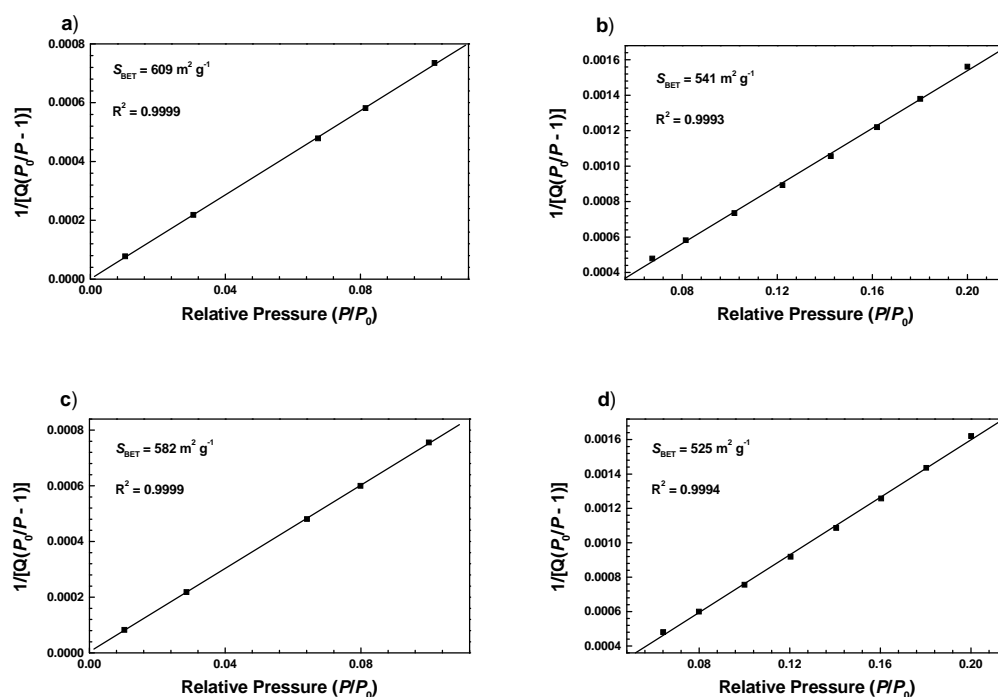 a)
0.0008
0.0006
0.0004
0.0002
0.0000
1/[Q(P₀/P - 1)]
S_BET = 609 m² g⁻¹
R² = 0.9999
0.00 0.04 0.08
Relative Pressure (P/P₀)
b)
0.0016
0.0014
0.0012
0.0010
0.0008
0.0006
0.0004
1/[Q(P₀/P - 1)]
S_BET = 541 m² g⁻¹
R² = 0.9993
0.08 0.12 0.16 0.20
Relative Pressure (P/P₀)
c)
0.0008
0.0006
0.0004
0.0002
0.0000
1/[Q(P₀/P - 1)]
S_BET = 582 m² g⁻¹
R² = 0.9999
0.00 0.04 0.08
Relative Pressure (P/P₀)
d)
0.0016
0.0014
0.0012
0.0010
0.0008
0.0006
0.0004
1/[Q(P₀/P - 1)]
S_BET = 525 m² g⁻¹
R² = 0.9994
0.08 0.12 0.16 0.20
Relative Pressure (P/P₀)